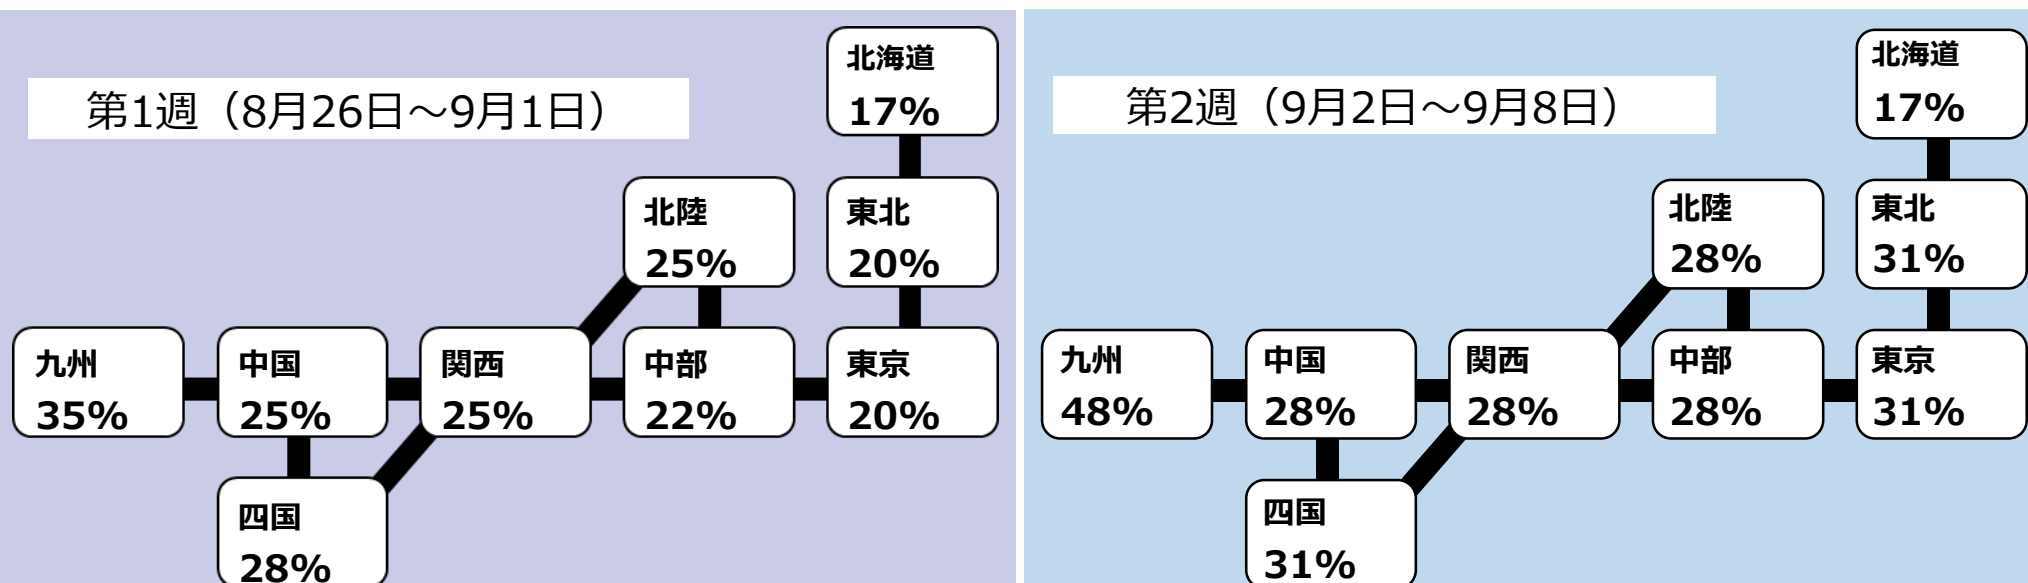 第1週（8月26日～9月1日）
北海道
17%
北陸
25%
東北
20%
九州
35%
中国
25%
関西
25%
中部
22%
東京
20%
四国
28%
第2週（9月2日～9月8日）
北海道
17%
北陸
28%
東北
31%
九州
48%
中国
28%
関西
28%
中部
28%
東京
31%
四国
31%